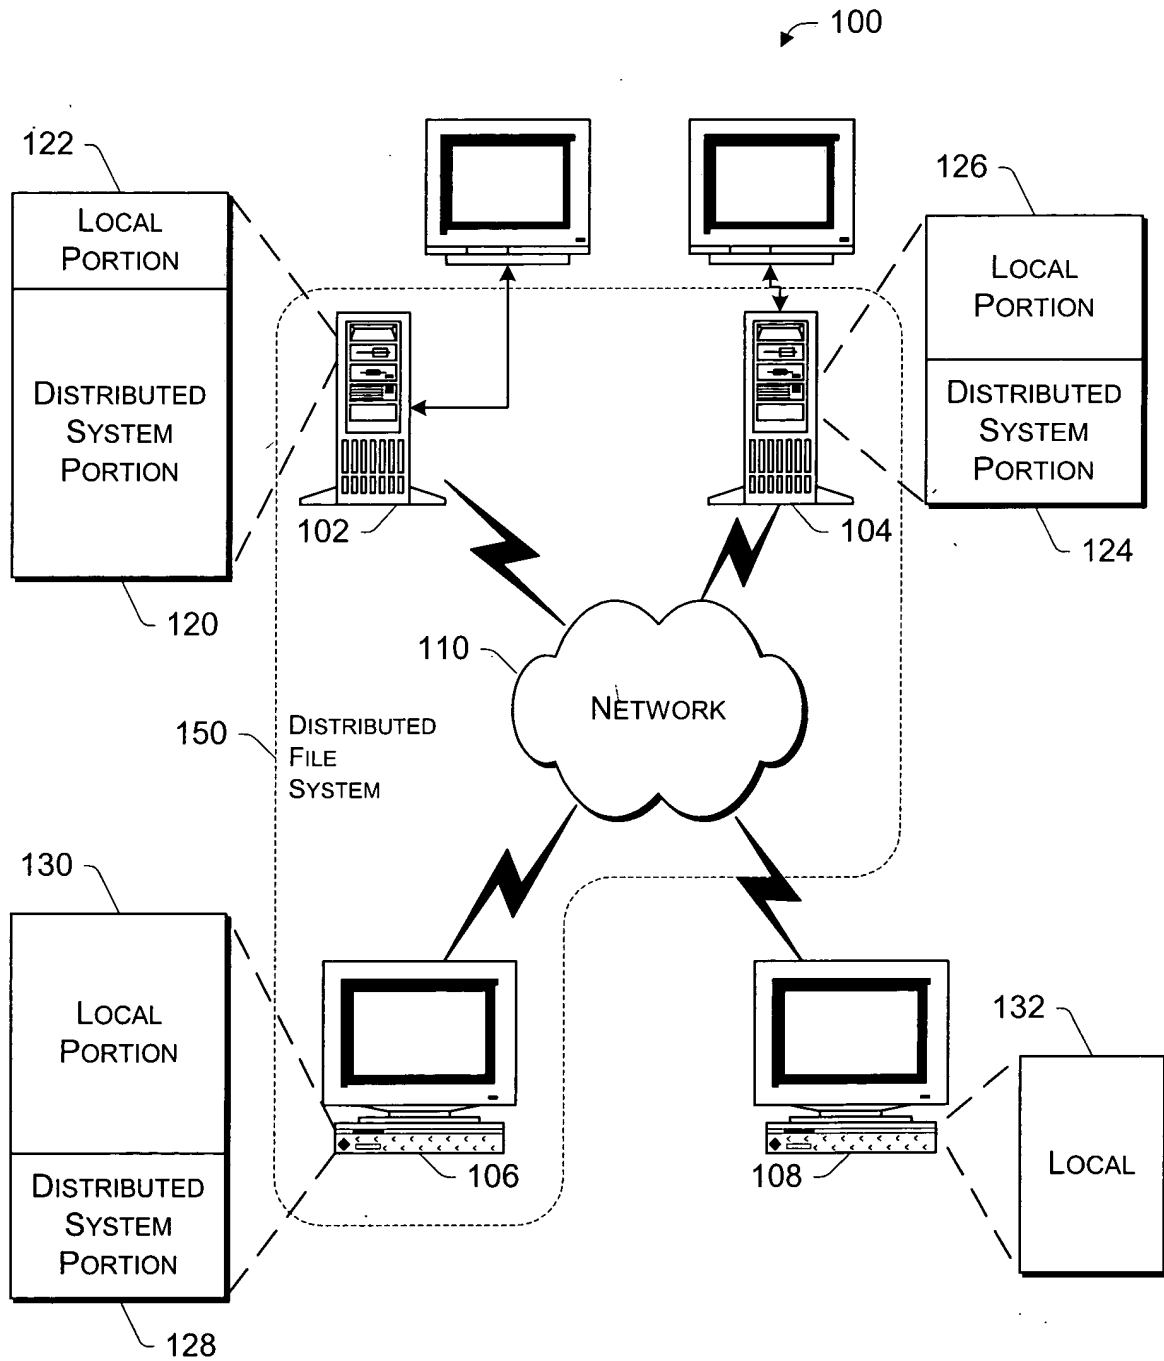 100
122
LOCAL
PORTION
DISTRIBUTED
SYSTEM
PORTION
120
126
LOCAL
PORTION
DISTRIBUTED
SYSTEM
PORTION
124
102
104
110
NETWORK
150
DISTRIBUTED
FILE
SYSTEM
130
LOCAL
PORTION
DISTRIBUTED
SYSTEM
PORTION
128
106
108
132
LOCAL